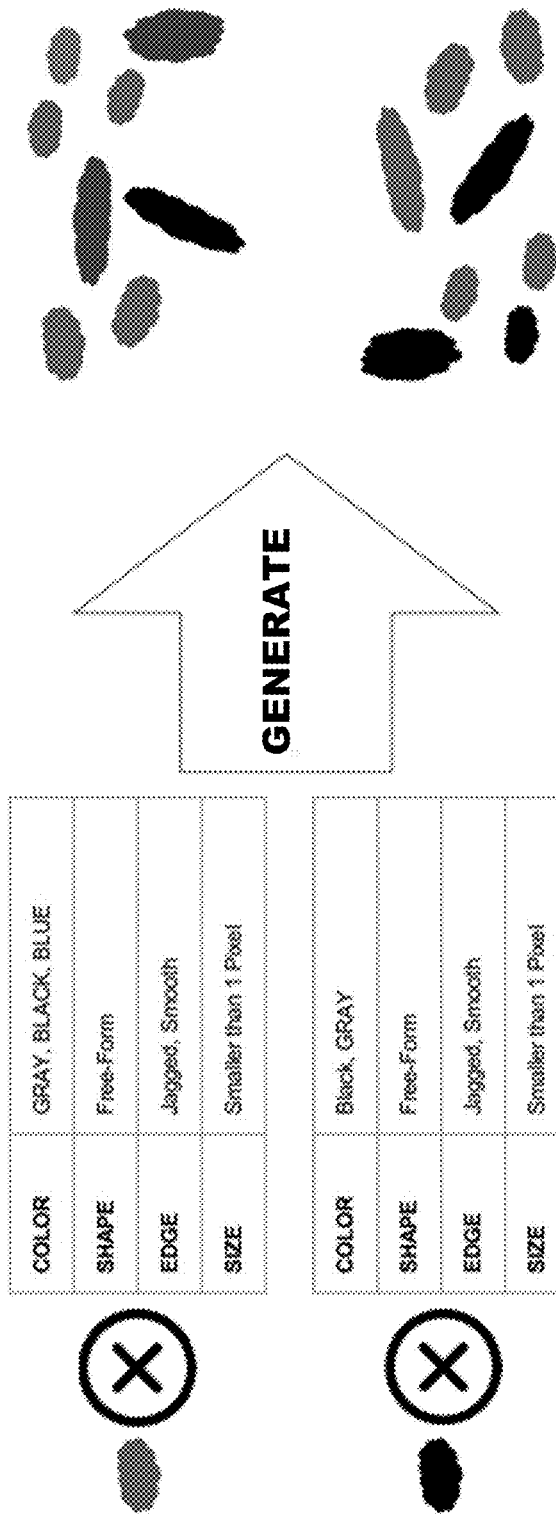 COLOR GRAY, BLACK, BLUE
SHAPE Free-Form
EDGE Jagged, Smooth
SIZE Smaller than 1 Pixel
GENERATE
COLOR Black, GRAY
SHAPE Free-Form
EDGE Jagged, Smooth
SIZE Smaller than 1 Pixel